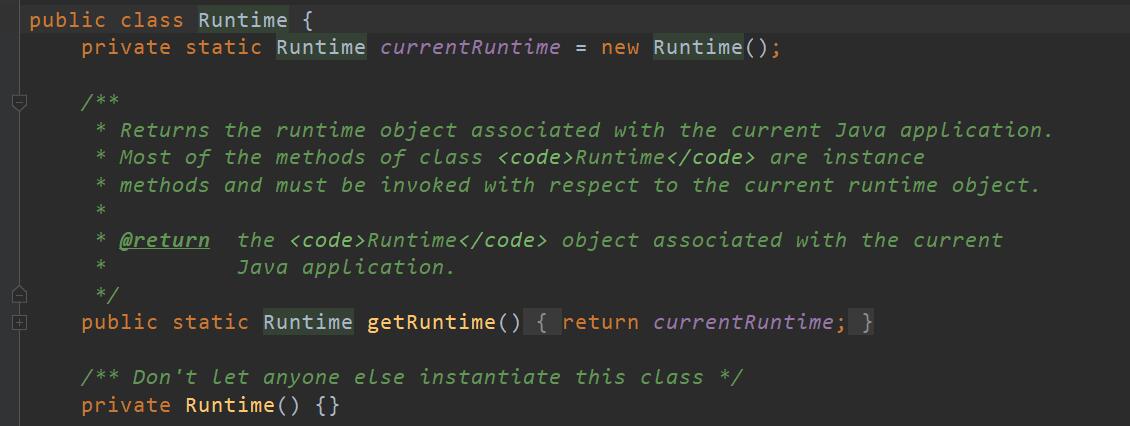 public class Runtime {
    private static Runtime currentRuntime = new Runtime();

    /**
     * Returns the runtime object associated with the current Java application.
     * Most of the methods of class <code>Runtime</code> are instance
     * methods and must be invoked with respect to the current runtime object.
     *
     * @return  the <code>Runtime</code> object associated with the current
     *          Java application.
     */
    public static Runtime getRuntime() { return currentRuntime; }

    /** Don't let anyone else instantiate this class */
    private Runtime() {}